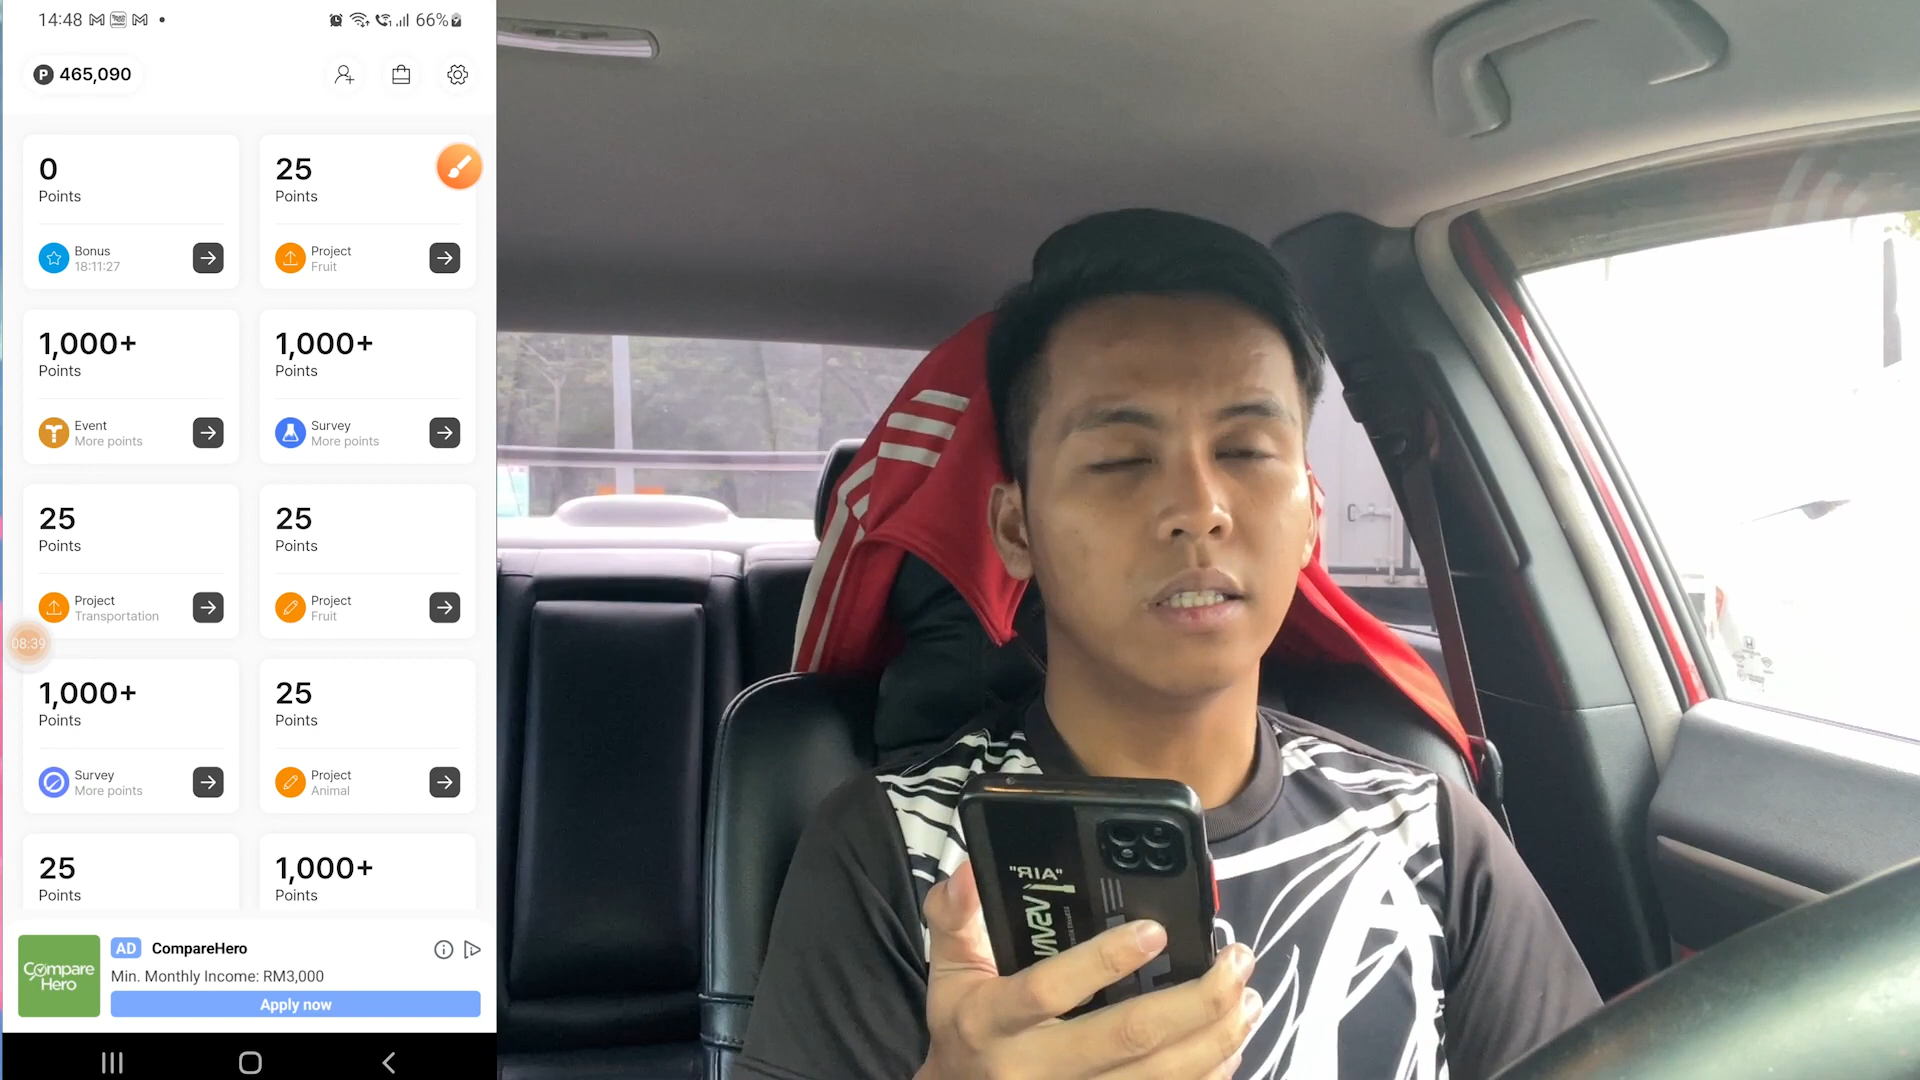 14:48
66%
P 465,090
0
Points
Bonus
18:11:27
25
Points
Project
Fruit
1,000+
Points
Event
More points
1,000+
Points
Survey
More points
25
Points
Project
Transportation
25
Points
Project
Fruit
08:39
1,000+
Points
Survey
More points
25
Points
Project
Animal
25
Points
1,000+
Points
Compare
Hero
AD CompareHero
Min. Monthly Income: RM3,000
Apply now
"AIR"